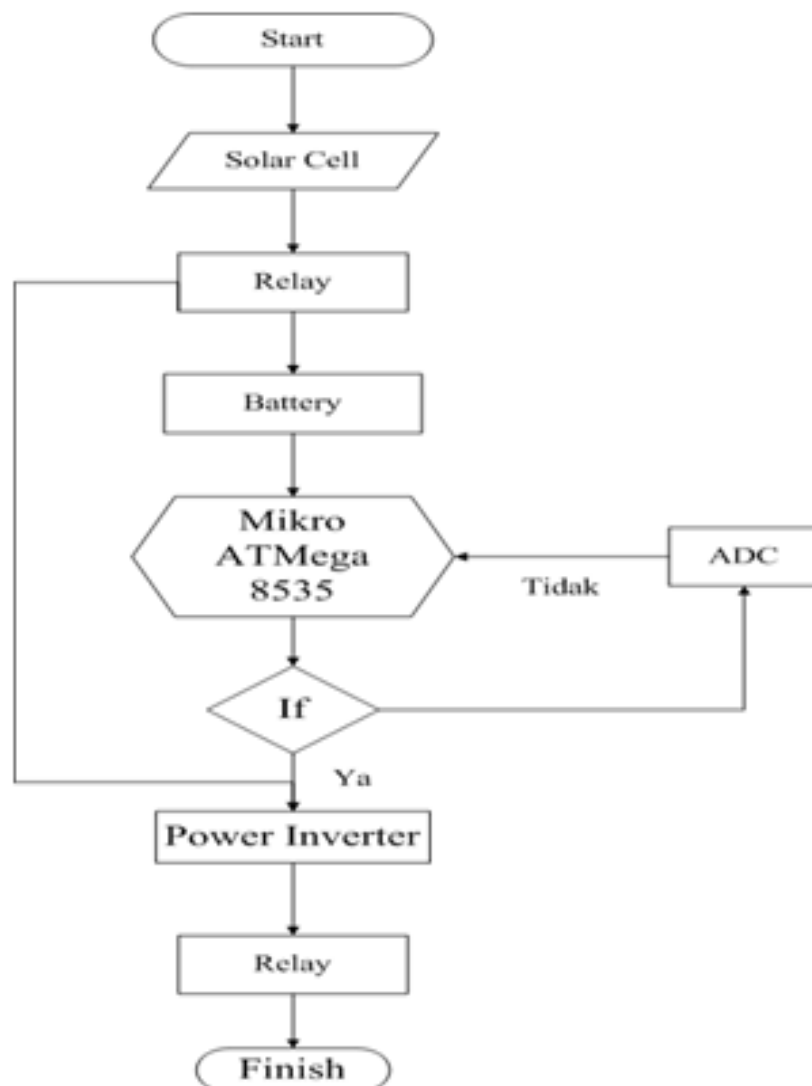 Start
Solar Cell
Relay
Battery
Mikro
ATMega
8535
ADC
Tidak
If
Ya
Power Inverter
Relay
Finish